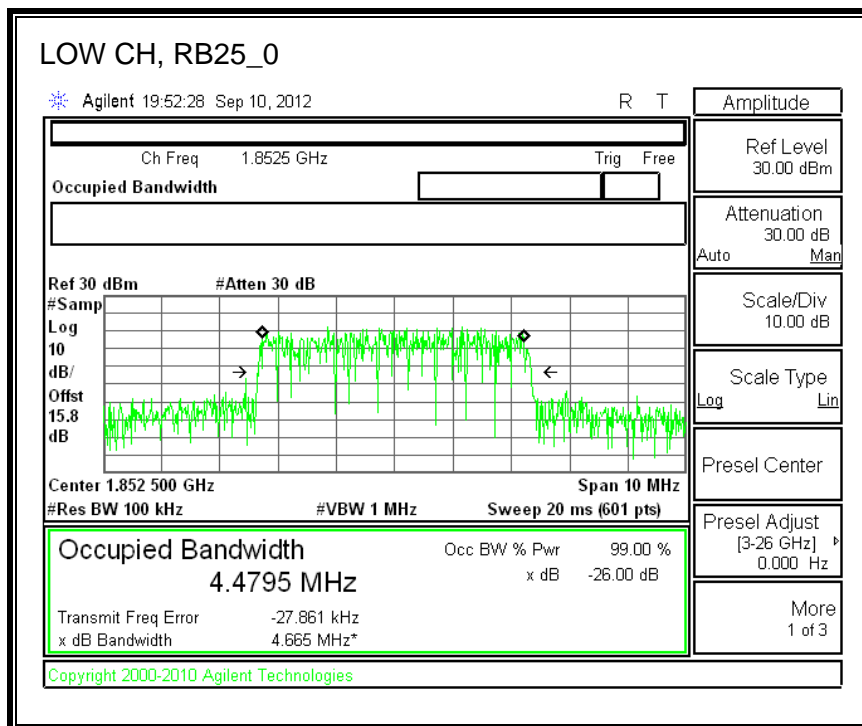 LOW CH, RB25_0
Agilent 19:52:28 Sep 10, 2012 R T
Ch Freq 1.8525 GHz Trig Free
Occupied Bandwidth
Ref 30 dBm #Atten 30 dB
#Samp
Log
10
dB/
Offst
15.8
dB
Center 1.852 500 GHz Span 10 MHz
#Res BW 100 kHz #VBW 1 MHz Sweep 20 ms (601 pts)
Occupied Bandwidth Occ BW % Pwr 99.00 %
4.4795 MHz x dB -26.00 dB
Transmit Freq Error -27.861 kHz
x dB Bandwidth 4.665 MHz*
Copyright 2000-2010 Agilent Technologies
Amplitude
Ref Level
30.00 dBm
Attenuation
30.00 dB
Auto Man
Scale/Div
10.00 dB
Scale Type
Log Lin
Presel Center
Presel Adjust
[3-26 GHz]
0.000 Hz
More
1 of 3